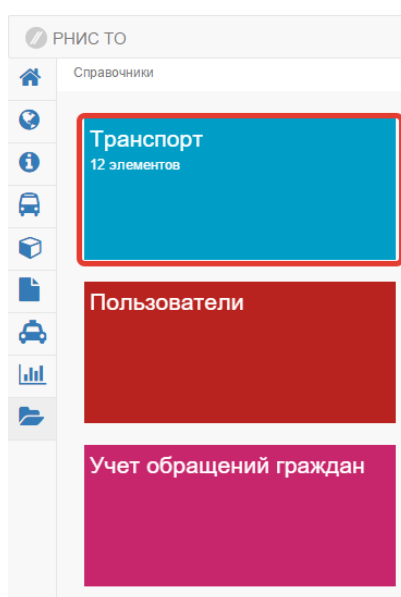 РНИС ТО
Справочники
Транспорт
12 элементов
Пользователи
Учет обращений граждан